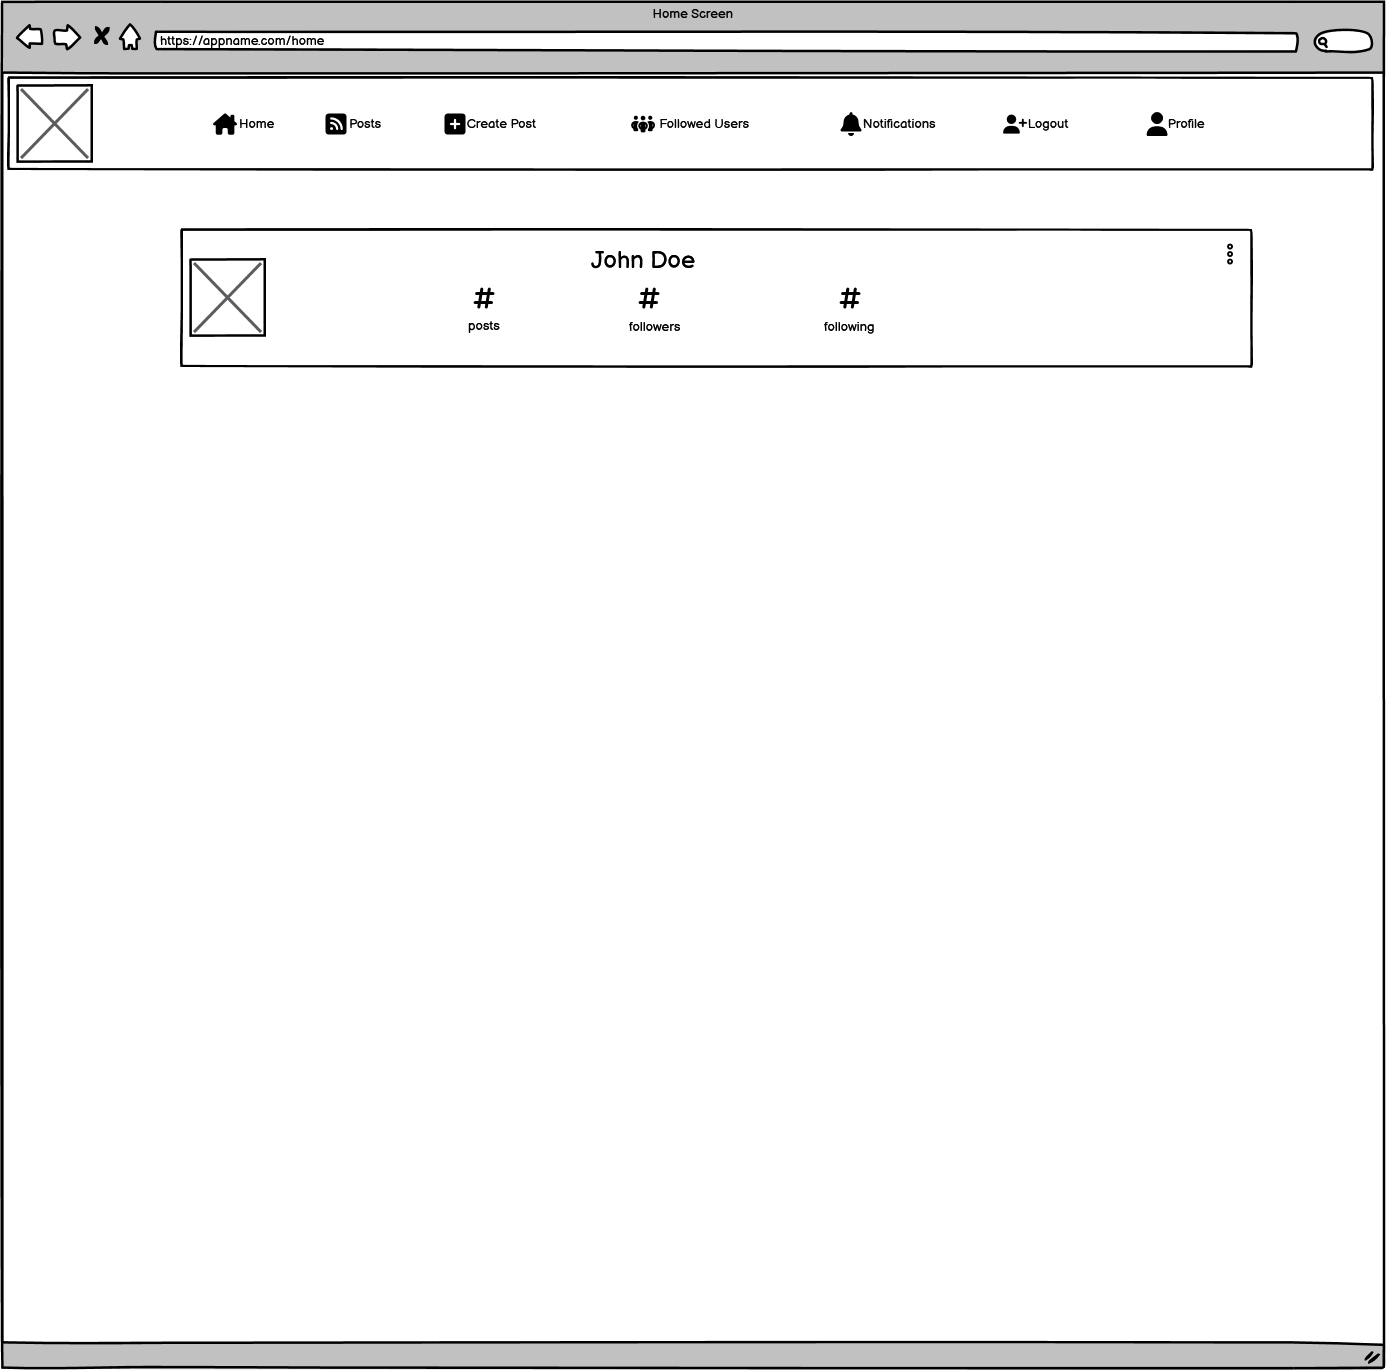 Home Screen
https://appname.com/home
Home Posts Create Post Followed Users Notifications Logout Profile
John Doe
# # #
posts followers following